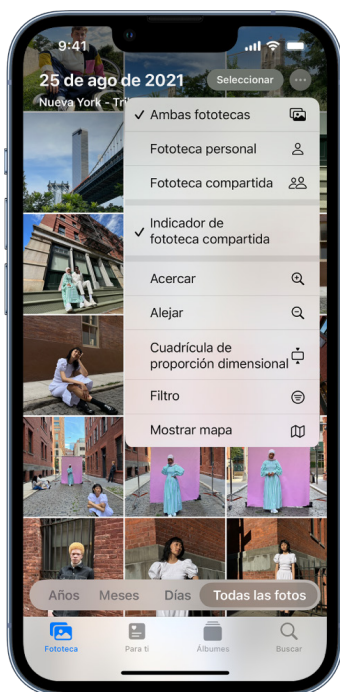 9:41
25 de ago de 2021
Seleccionar
Nueva York - Tri
Ambas fototecas
Fototeca personal
Fototeca compartida
Indicador de
fototeca compartida
Acercar
Alejar
Cuadrícula de
proporción dimensional
Filtro
Mostrar mapa
Años
Meses
Días
Todas las fotos
Fototeca
Para ti
Álbumes
Buscar